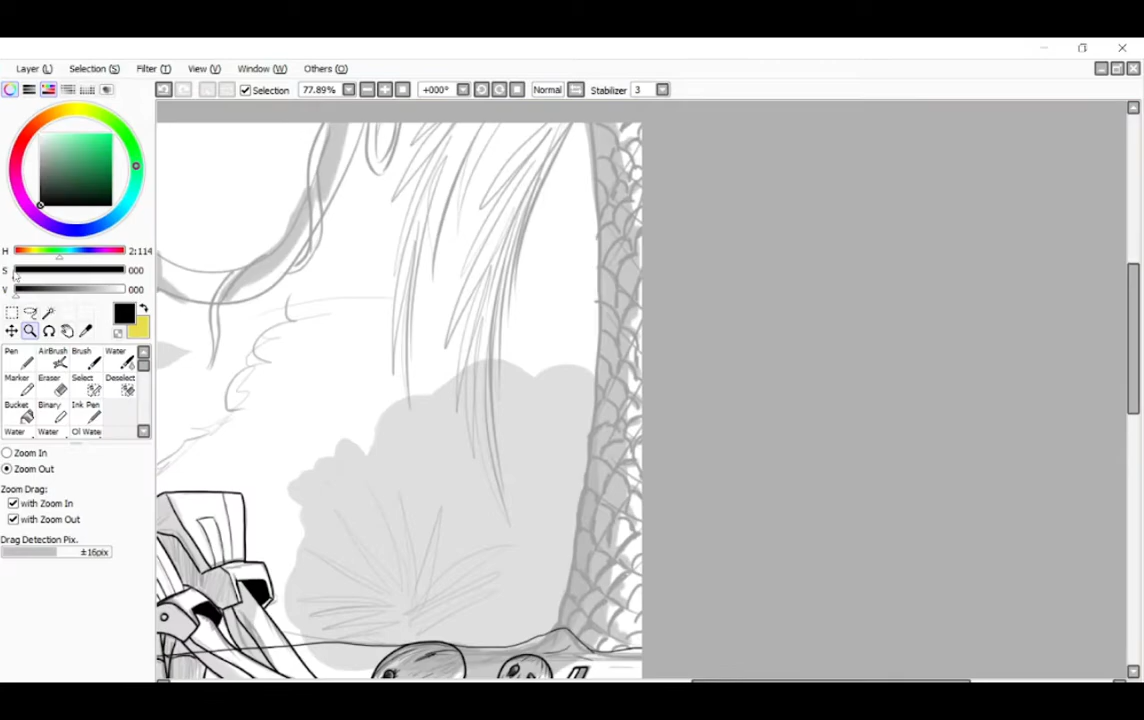 Layer (L) Selection (S) Filter (T) View (V) Window (W) Others (O)
Selection 77.89% +000° Normal Stabilizer 3
H 2:114
S 000
V 000
Pen AirBrush Brush Water
Marker Eraser Select Deselect
Bucket Binary Ink Pen
Water Water Oil Wate
Zoom In
Zoom Out
Zoom Drag:
with Zoom In
with Zoom Out
Drag Detection Pix.
±16pix